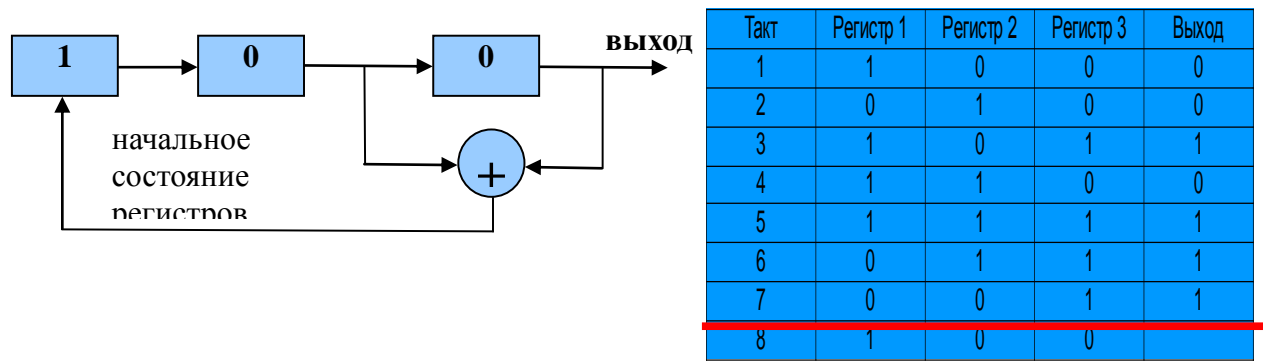 1 0 0 выход
+
начальное
состояние
регистров
Такт Регистр 1 Регистр 2 Регистр 3 Выход
1 1 0 0 0
2 0 1 0 0
3 1 0 1 1
4 1 1 0 0
5 1 1 1 1
6 0 1 1 1
7 0 0 1 1
8 1 0 0